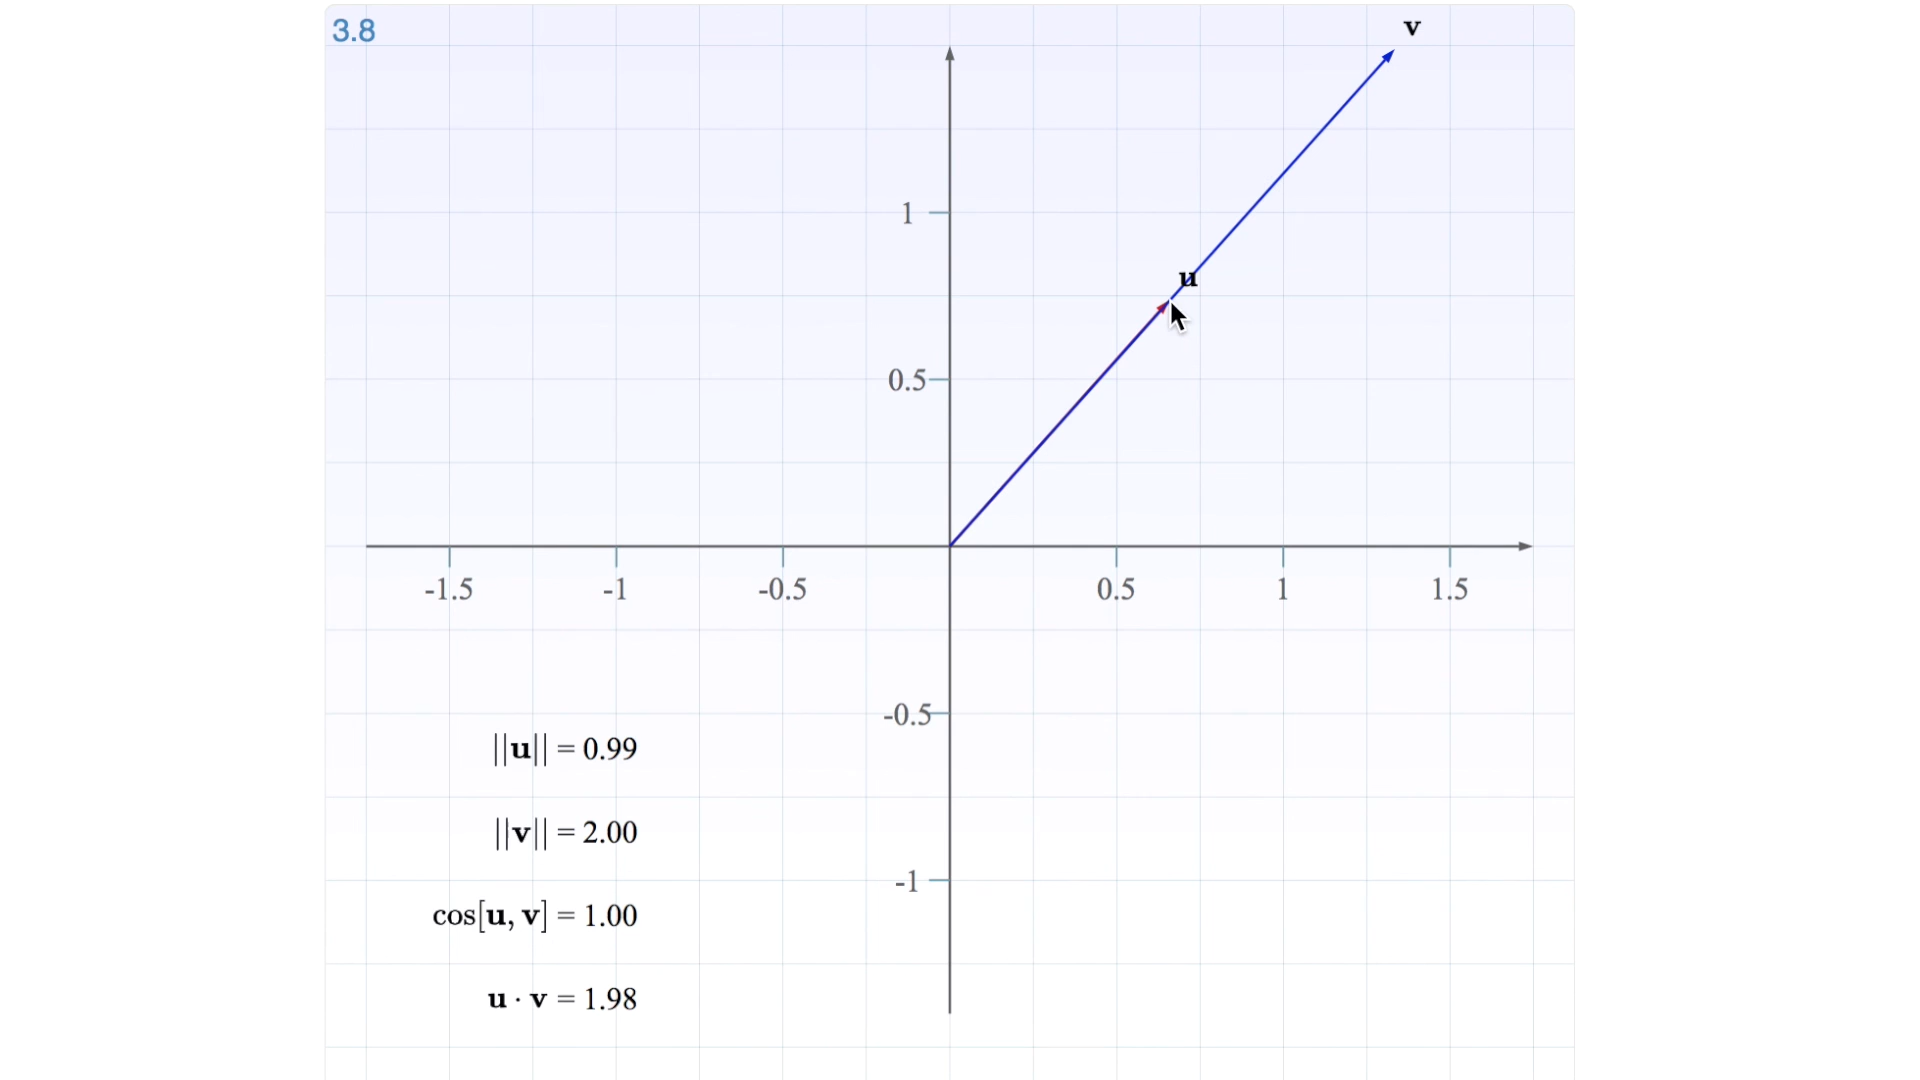 3.8
v
1
u
0.5
-1.5 -1 -0.5 0.5 1 1.5
-0.5
||u|| = 0.99
||v|| = 2.00
-1
cos[u, v] = 1.00
u · v = 1.98